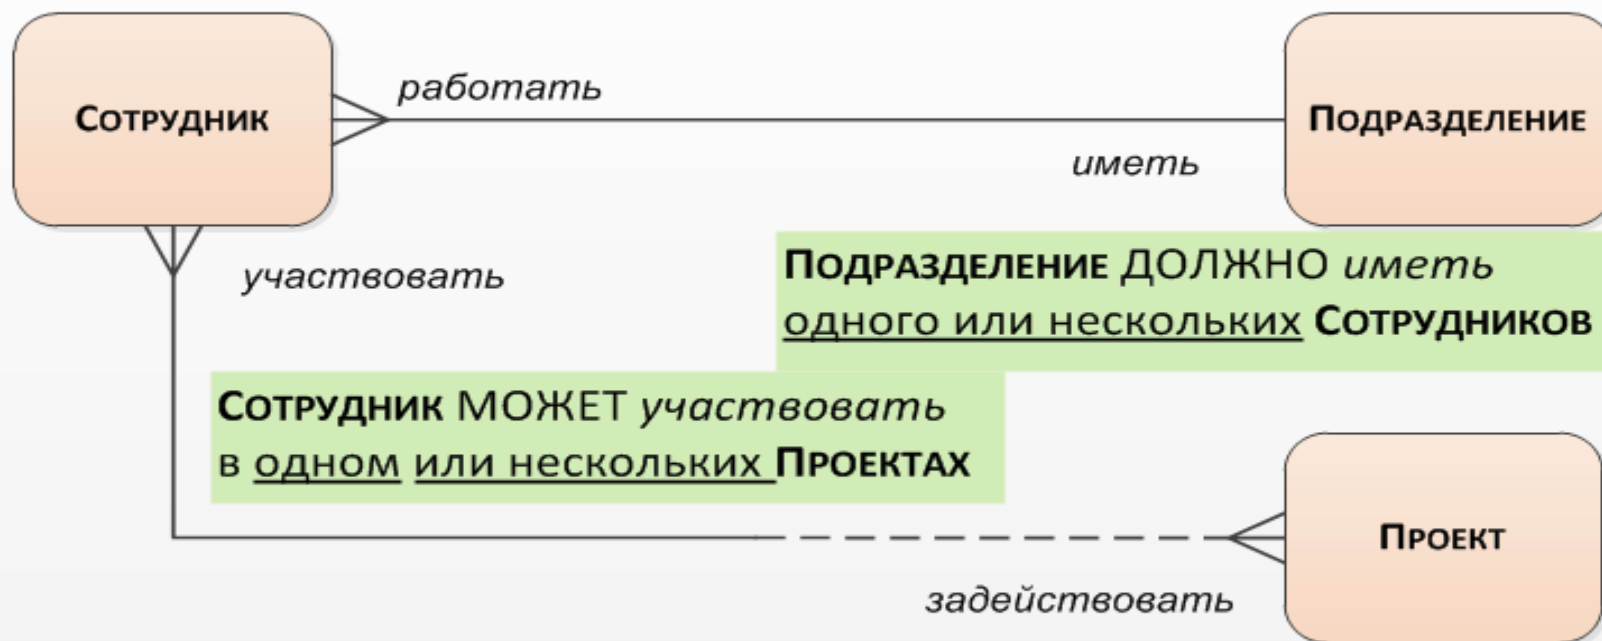 СОТРУДНИК
работать
ПОДРАЗДЕЛЕНИЕ
иметь
участвовать
ПОДРАЗДЕЛЕНИЕ ДОЛЖНО иметь
одного или нескольких СОТРУДНИКОВ
СОТРУДНИК МОЖЕТ участвовать
в одном или нескольких ПРОЕКТАХ
ПРОЕКТ
задействовать